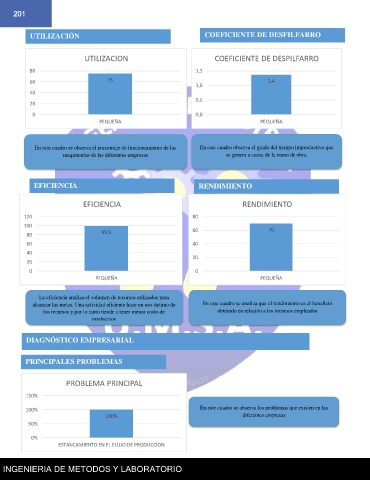 201
UTILIZACIÓN
COEFICIENTE DE DESFILFARRO
UTILIZACION
80
60
40
20
0
75
PEQUEÑA
COEFICIENTE DE DESPILFARRO
1,5
1,0
0,5
0,0
1,4
PEQUEÑA
En este cuadro se observa el porcentaje de funcionamiento de las
maquinarias de las diferentes empresas
En este cuadro observa el grado del tiempo improductivo que
se genera a causa de la mano de obra.
EFICIENCIA
RENDIMIENTO
EFICIENCIA
120
100
80
60
40
20
0
PEQUEÑA
RENDIMIENTO
80
60
40
20
0
70
PEQUEÑA
La eficiencia analiza el volumen de recursos utilizados para
alcanzar las metas. Una actividad eficiente hace un uso óptimo de
los recursos y por lo tanto tiende a tener menor costo de
produccion
En este cuadro se analiza que el rendimiento es el beneficio
obtenido en relación a los recursos empleados
U.M.S.A.
DIAGNÓSTICO EMPRESARIAL
PRINCIPALES PROBLEMAS
PROBLEMA PRINCIPAL
150%
100%
50%
0%
100%
ESTANCAMIENTO EN EL FLUJO DE PRODUCCION
En este cuadro se observa los problemas que existen en las
diferentes empresas
INGENIERIA DE METODOS Y LABORATORIO